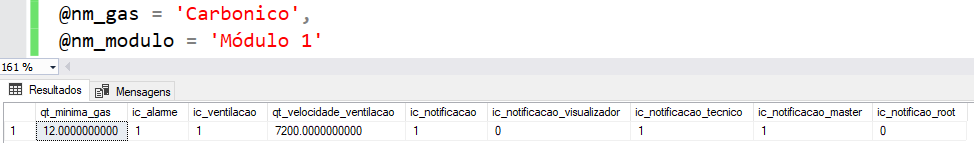 @nm_gas = 'Carbonico',
@nm_modulo = 'Módulo 1'
161 %
Resultados Mensagens
qt_minima_gas ic_alarme ic_ventilacao qt_velocidade_ventilacao ic_notificacao ic_notificacao_visualizador ic_notificacao_tecnico ic_notificacao_master ic_notificao_root
1 12.0000000000 1 1 7200.0000000000 1 0 1 1 0